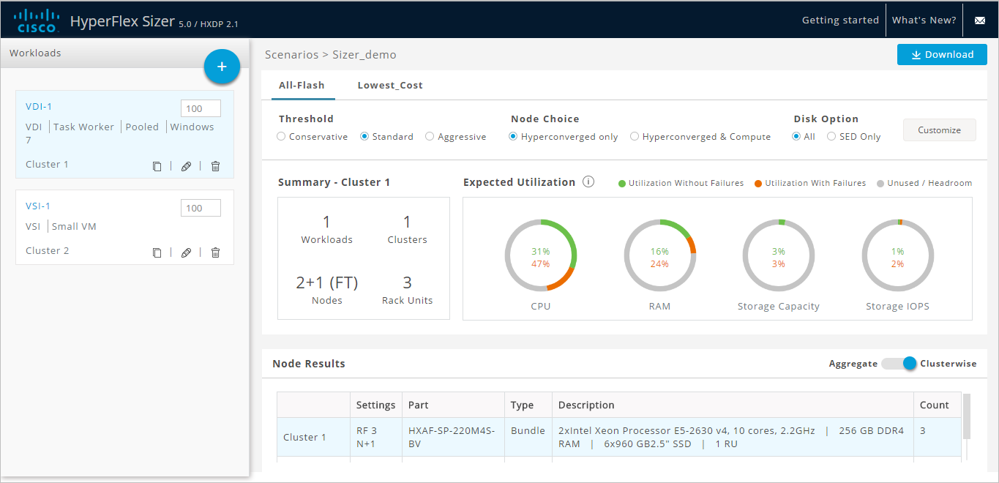 CISCO
HyperFlex Sizer 5.0 / HXDP 2.1
Getting started
What's New?
Workloads
+
VDI-1
100
VDI | Task Worker | Pooled | Windows
7
Cluster 1
VSI-1
100
VSI | Small VM
Cluster 2
Scenarios > Sizer_demo
Download
All-Flash
Lowest_Cost
Threshold
Conservative
Standard
Aggressive
Node Choice
Hyperconverged only
Hyperconverged & Compute
Disk Option
All
SED Only
Customize
Summary - Cluster 1
1
Workloads
1
Clusters
2+1 (FT)
Nodes
3
Rack Units
Expected Utilization
i
Utilization Without Failures
Utilization With Failures
Unused / Headroom
31%
47%
CPU
16%
24%
RAM
3%
3%
Storage Capacity
1%
2%
Storage IOPS
Node Results
Aggregate
Clusterwise
Settings
Part
Type
Description
Count
Cluster 1
RF 3
N+1
HXAF-SP-220M4S-
BV
Bundle
2xIntel Xeon Processor E5-2630 v4, 10 cores, 2.2GHz | 256 GB DDR4
RAM | 6x960 GB2.5" SSD | 1 RU
3